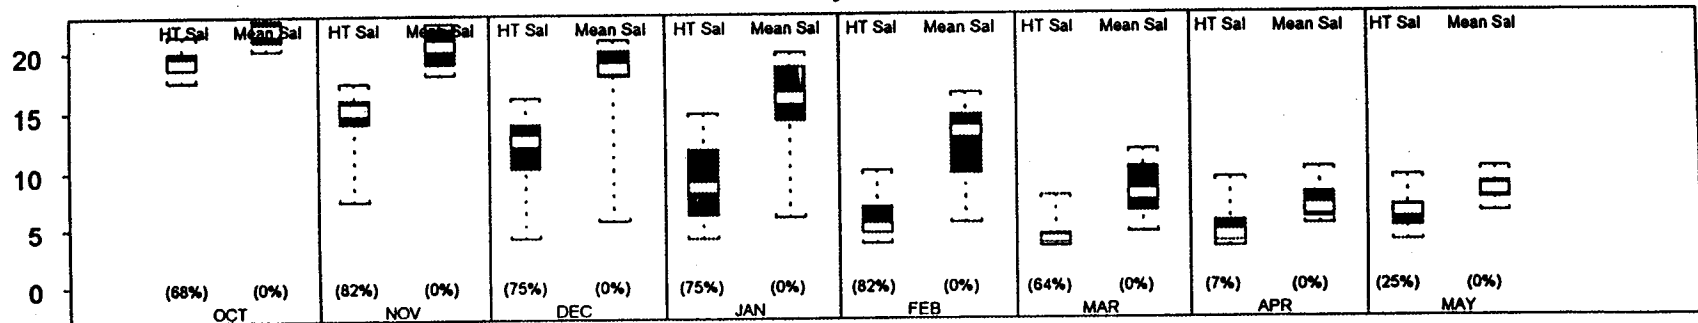 HT Sal Mean Sal HT Sal Mean Sal HT Sal Mean Sal HT Sal Mean Sal HT Sal Mean Sal HT Sal Mean Sal HT Sal Mean Sal HT Sal Mean Sal
20
15
10
5
0
(68%) (0%) (82%) (0%) (75%) (0%) (75%) (0%) (82%) (0%) (64%) (0%) (7%) (0%) (25%) (0%)
OCT NOV DEC JAN FEB MAR APR MAY